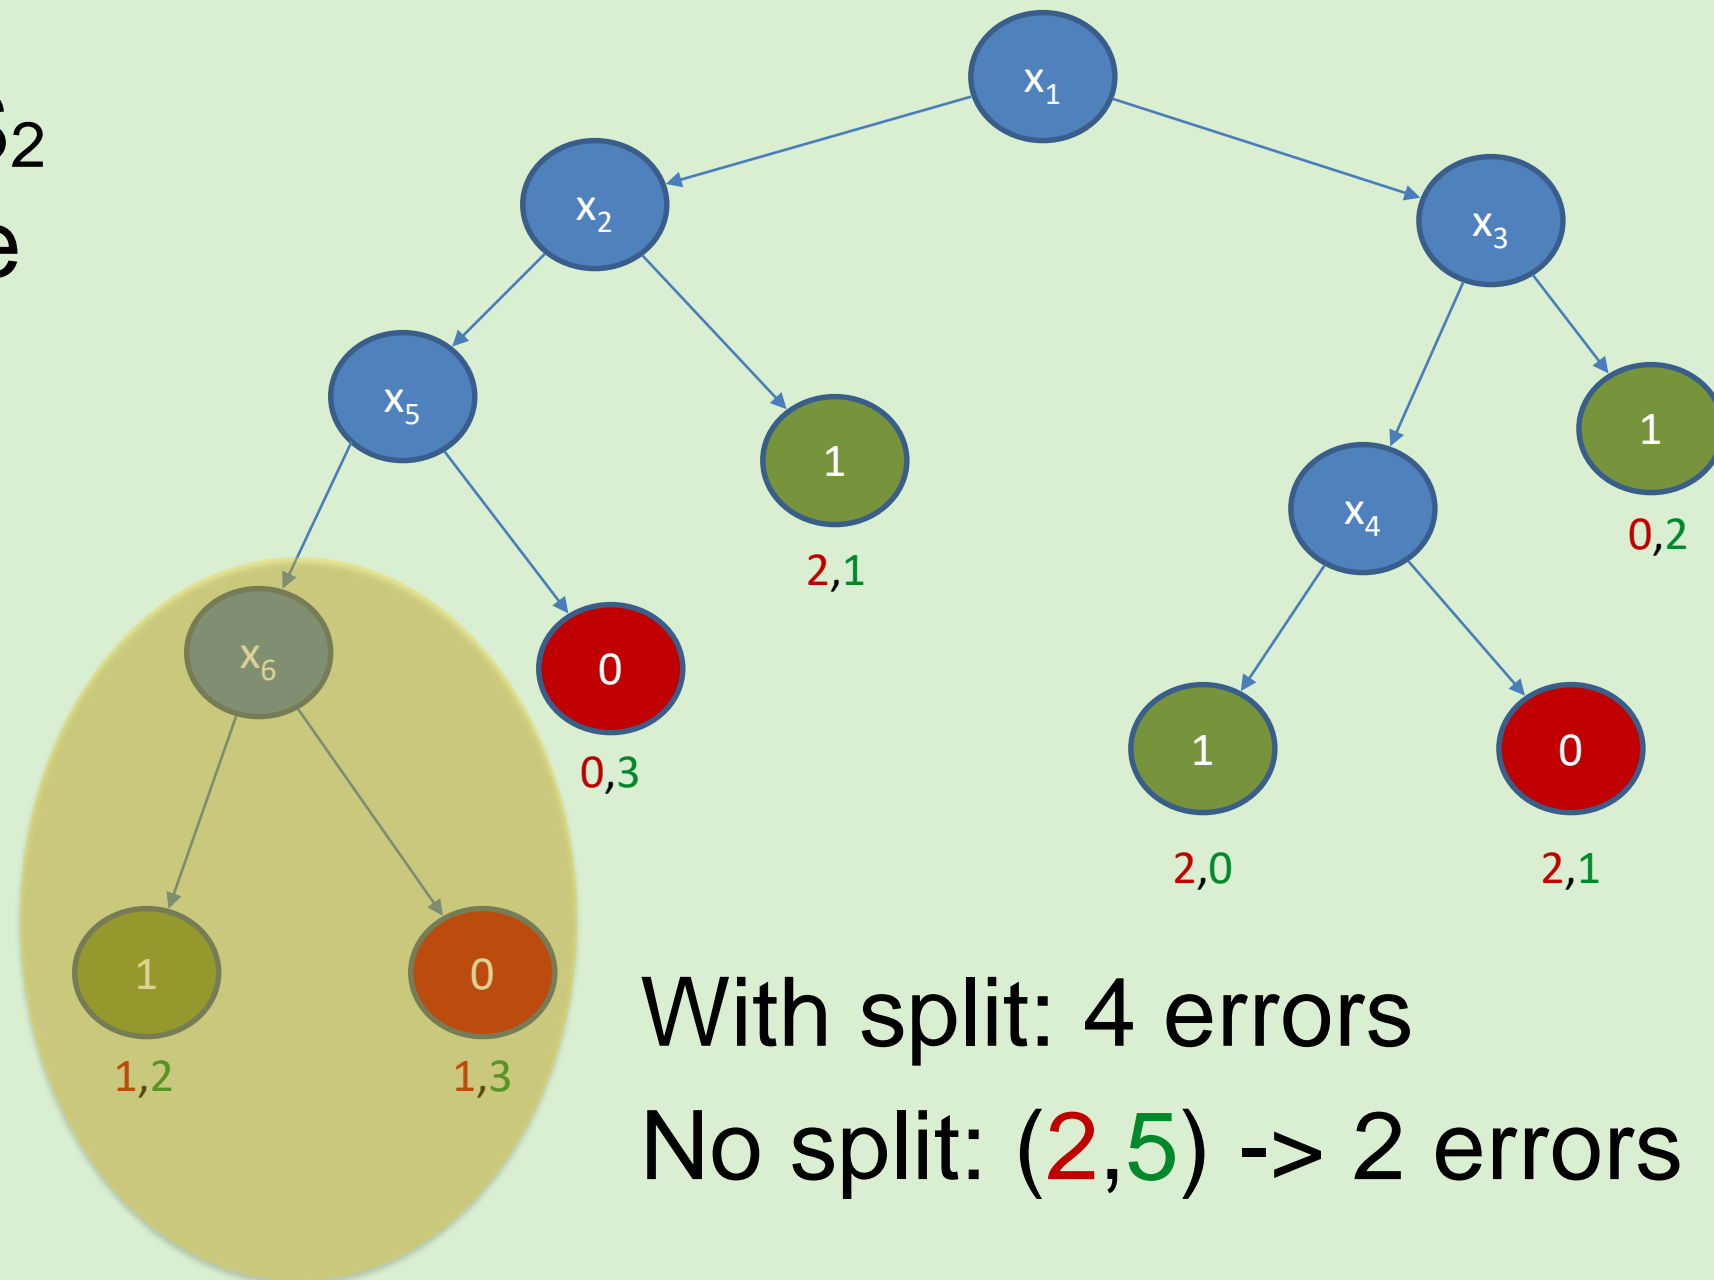 S₂
e
x₁
x₂
x₃
x₅
1
1
x₄
2,1
0,2
x₆
0
1
0
0,3
2,0
2,1
1
0
With split: 4 errors
1,2
1,3
No split: (2,5) -> 2 errors